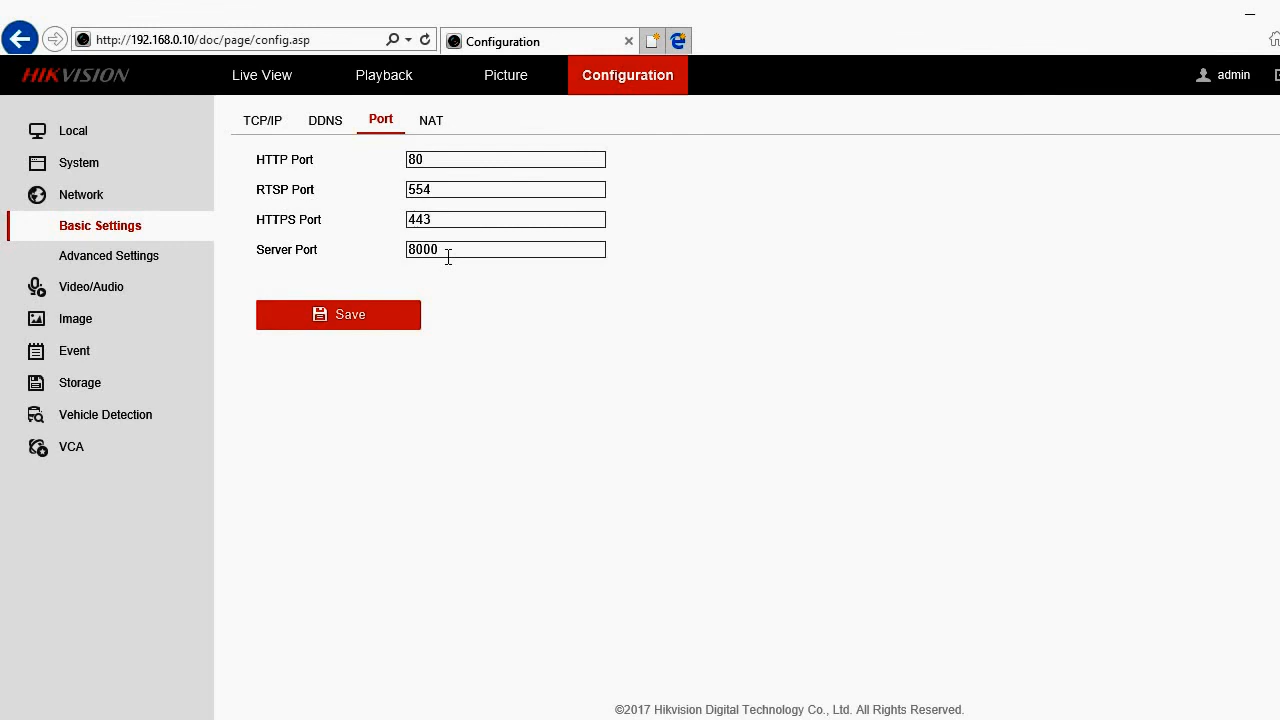 http://192.168.0.10/doc/page/config.asp
Configuration
HIKVISION
Live View
Playback
Picture
Configuration
admin
Local
System
Network
Basic Settings
Advanced Settings
Video/Audio
Image
Event
Storage
Vehicle Detection
VCA
TCP/IP
DDNS
Port
NAT
HTTP Port 80
RTSP Port 554
HTTPS Port 443
Server Port 8000
Save
©2017 Hikvision Digital Technology Co., Ltd. All Rights Reserved.